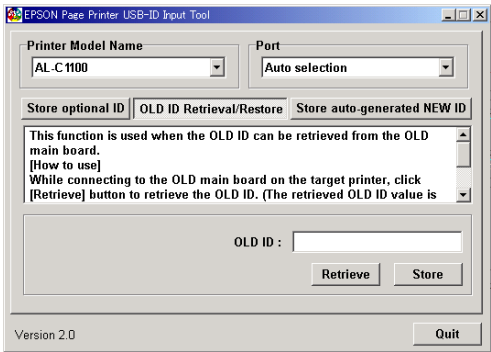 EPSON Page Printer USB-ID Input Tool
Printer Model Name
Port
AL-C1100
Auto selection
Store optional ID
OLD ID Retrieval/Restore
Store auto-generated NEW ID
This function is used when the OLD ID can be retrieved from the OLD
main board.
[How to use]
While connecting to the OLD main board on the target printer, click
[Retrieve] button to retrieve the OLD ID. (The retrieved OLD ID value is
OLD ID :
Retrieve
Store
Version 2.0
Quit